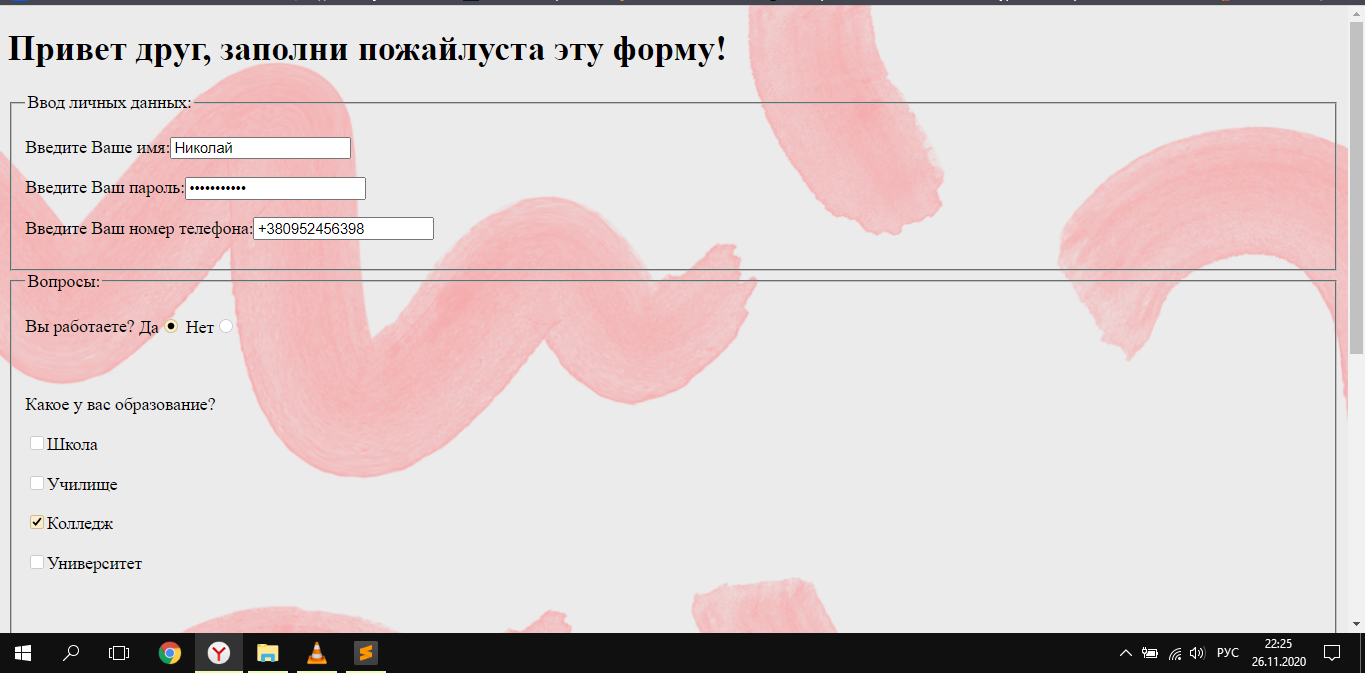 Привет друг, заполни пожайлуста эту форму!
Ввод личных данных:
Введите Ваше имя: Николай
Введите Ваш пароль: •••••••••••
Введите Ваш номер телефона: +380952456398
Вопросы:
Вы работаете? Да Нет
Какое у вас образование?
Школа
Училище
Колледж
Университет
РУС
22:25
26.11.2020